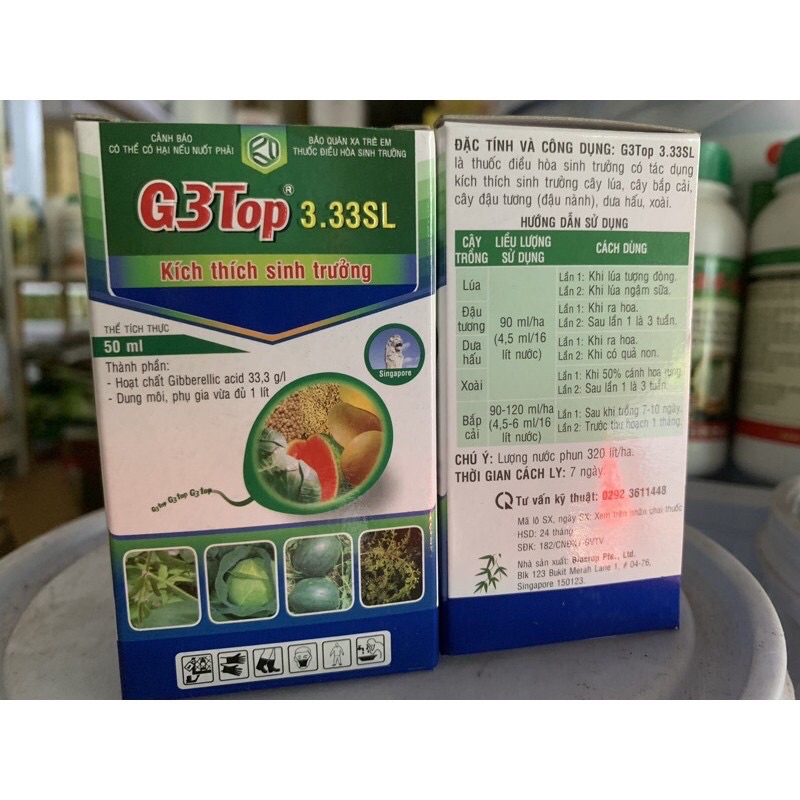 CẢNH BÁO
CÓ THỂ CÓ HẠI NẾU NUỐT PHẢI
BẢO QUẢN XA TRẺ EM
THUỐC ĐIỀU HÒA SINH TRƯỞNG
G3Top® 3.33SL
Kích thích sinh trưởng
THỂ TÍCH THỰC
50 ml
Thành phần:
- Hoạt chất Gibberellic acid 33,3 g/l
- Dung môi, phụ gia vừa đủ 1 lít
Singapore
G3Top G3Top G3Top
ĐẶC TÍNH VÀ CÔNG DỤNG: G3Top 3.33SL
là thuốc điều hòa sinh trưởng có tác dụng
kích thích sinh trưởng cây lúa, cây bắp cải,
cây đậu tương (đậu nành), dưa hấu, xoài.
HƯỚNG DẪN SỬ DỤNG
CÂY TRỒNG LIỀU LƯỢNG SỬ DỤNG CÁCH DÙNG
Lúa Lần 1: Khi lúa tượng đòng.
Lần 2: Khi lúa ngậm sữa.
Đậu tương 90 ml/ha (4,5 ml/16 lít nước) Lần 1: Khi ra hoa.
Lần 2: Sau lần 1 là 3 tuần.
Dưa hấu Lần 1: Khi ra hoa.
Lần 2: Khi có quả non.
Xoài Lần 1: Khi 50% cánh hoa rụng.
Lần 2: Sau lần 1 là 3 tuần.
Bắp cải 90-120 ml/ha (4,5-6 ml/16 lít nước) Lần 1: Sau khi trồng 7-10 ngày.
Lần 2: Trước thu hoạch 1 tháng.
CHÚ Ý: Lượng nước phun 320 lít/ha.
THỜI GIAN CÁCH LY: 7 ngày.
Tư vấn kỹ thuật: 0292 3611448
Mã lô SX, ngày SX: Xem trên nhãn chai thuốc
HSD: 24 tháng
Nhà sản xuất: Biactop Pte., Ltd.
Blk 123 Bukit Merah Lane 1, # 04-76,
Singapore 150123.